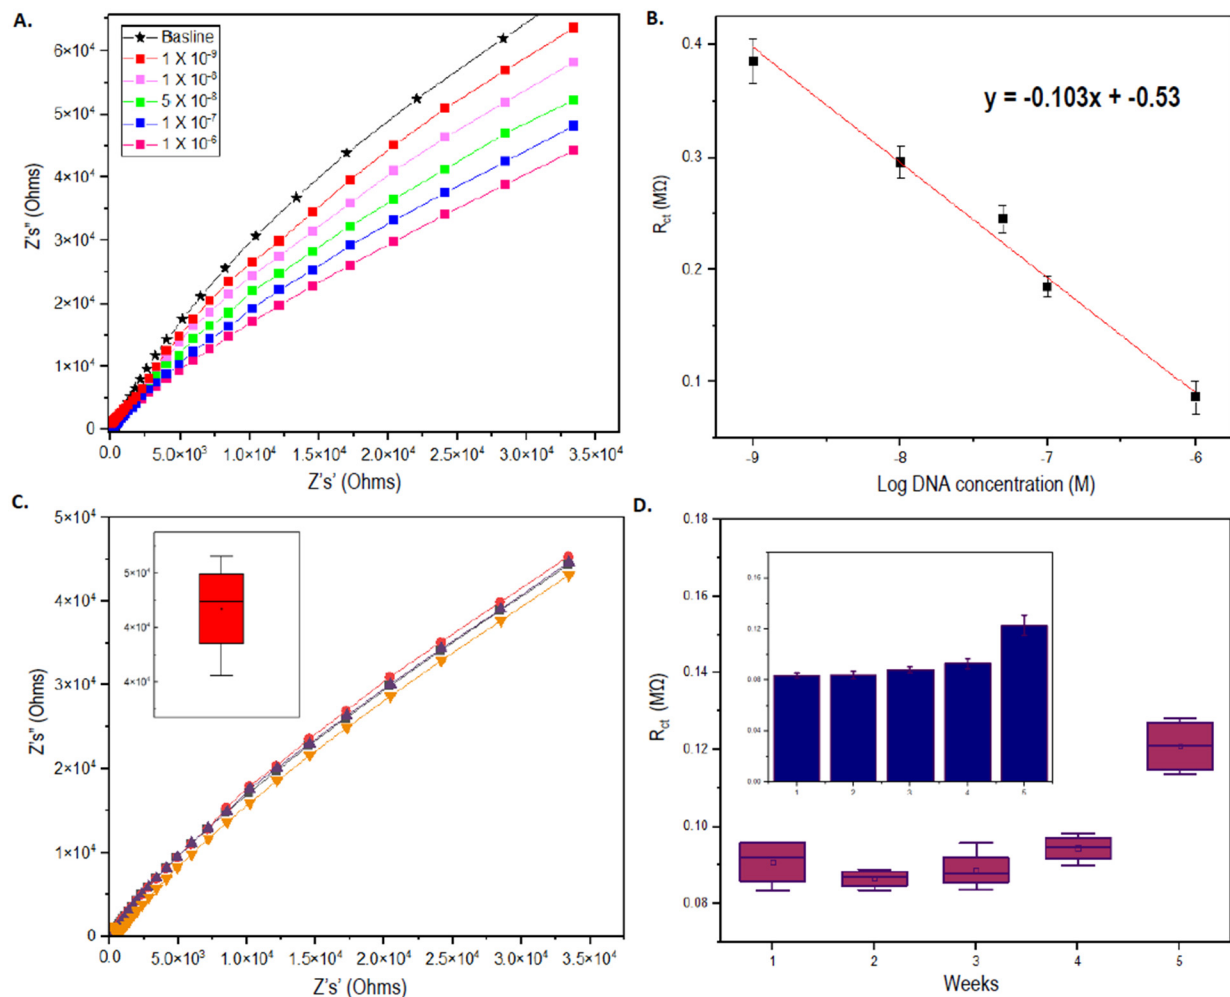 A.
Basline
1 X 10⁻⁹
1 X 10⁻⁸
5 X 10⁻⁸
1 X 10⁻⁷
1 X 10⁻⁶
6×10⁴
5×10⁴
4×10⁴
3×10⁴
2×10⁴
1×10⁴
0
Z's'' (Ohms)
0.0 5.0×10³ 1.0×10⁴ 1.5×10⁴ 2.0×10⁴ 2.5×10⁴ 3.0×10⁴ 3.5×10⁴
Z's' (Ohms)
B.
y = -0.103x + -0.53
0.4
0.3
0.2
0.1
Rct (MΩ)
-9 -8 -7 -6
Log DNA concentration (M)
C.
5×10⁴
4×10⁴
3×10⁴
2×10⁴
1×10⁴
0
Z's'' (Ohms)
5×10⁴
4×10⁴
4×10⁴
0.0 5.0×10³ 1.0×10⁴ 1.5×10⁴ 2.0×10⁴ 2.5×10⁴ 3.0×10⁴ 3.5×10⁴
Z's' (Ohms)
D.
0.18
0.16
0.14
0.12
0.10
0.08
Rct (MΩ)
0.16
0.12
0.08
0.04
0.00
1 2 3 4 5
1 2 3 4 5
Weeks